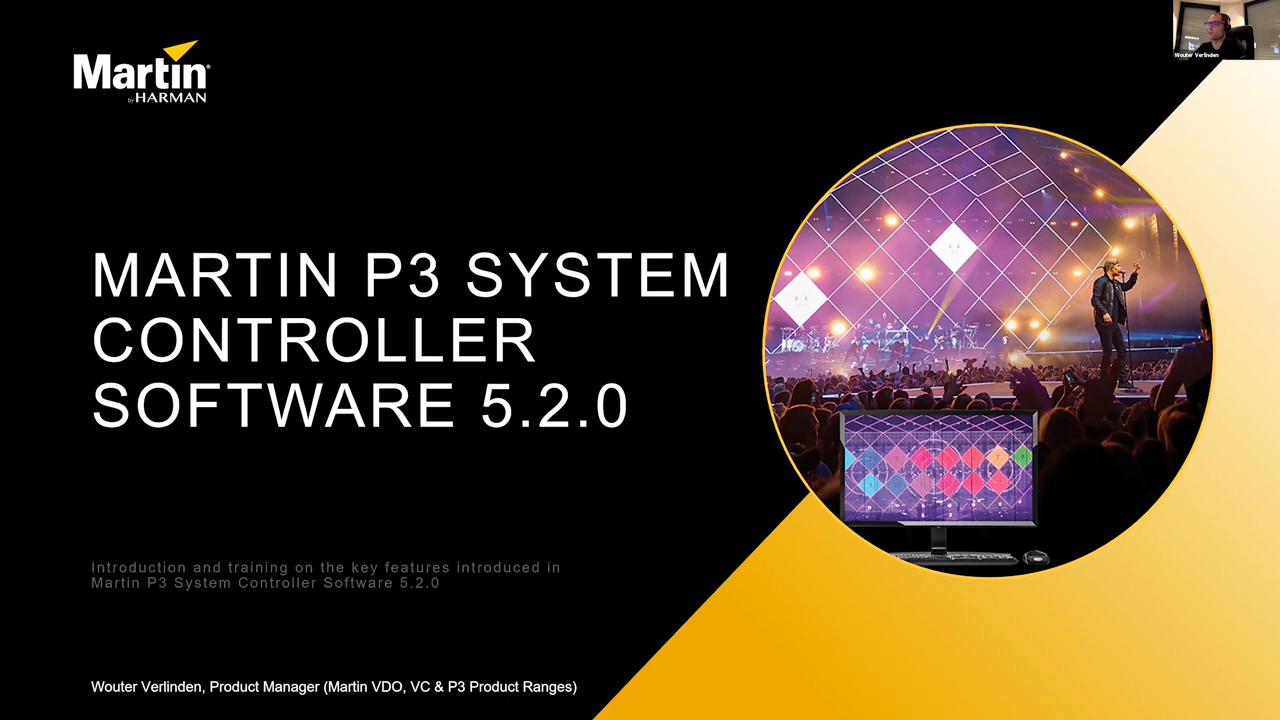 Martin
by HARMAN
Wouter Verlinden
MARTIN P3 SYSTEM
CONTROLLER
SOFTWARE 5.2.0
Introduction and training on the key features introduced in
Martin P3 System Controller Software 5.2.0
Wouter Verlinden, Product Manager (Martin VDO, VC & P3 Product Ranges)